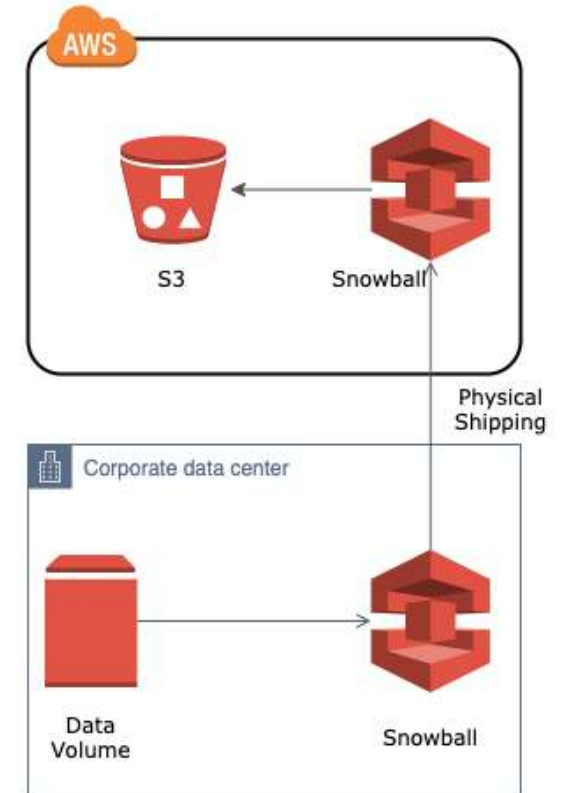 AWS
S3
Snowball
Physical
Shipping
Corporate data center
Data
Volume
Snowball